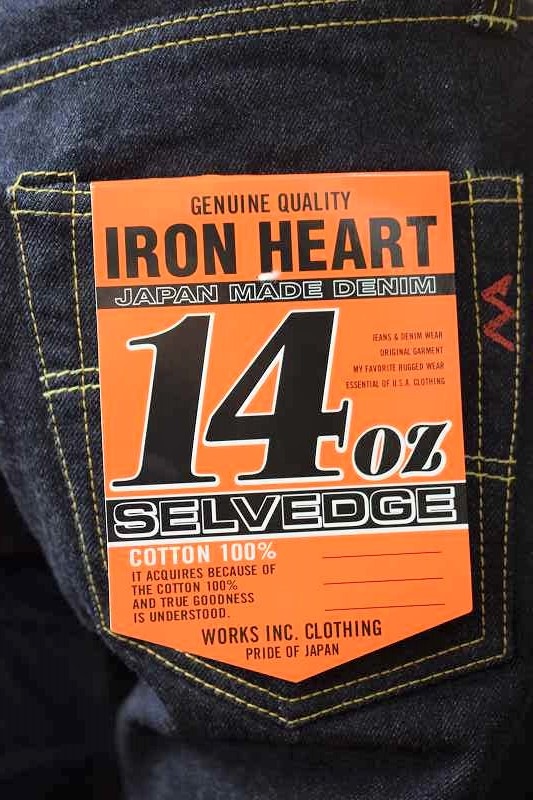 GENUINE QUALITY
IRON HEART
JAPAN MADE DENIM
14 oz
JEANS & DENIM WEAR
ORIGINAL GARMENT
MY FAVORITE RUGGED WEAR
ESSENTIAL OF U.S.A. CLOTHING
SELVEDGE
COTTON 100%
IT ACQUIRES BECAUSE OF
THE COTTON 100%
AND TRUE GOODNESS
IS UNDERSTOOD.
WORKS INC. CLOTHING
PRIDE OF JAPAN